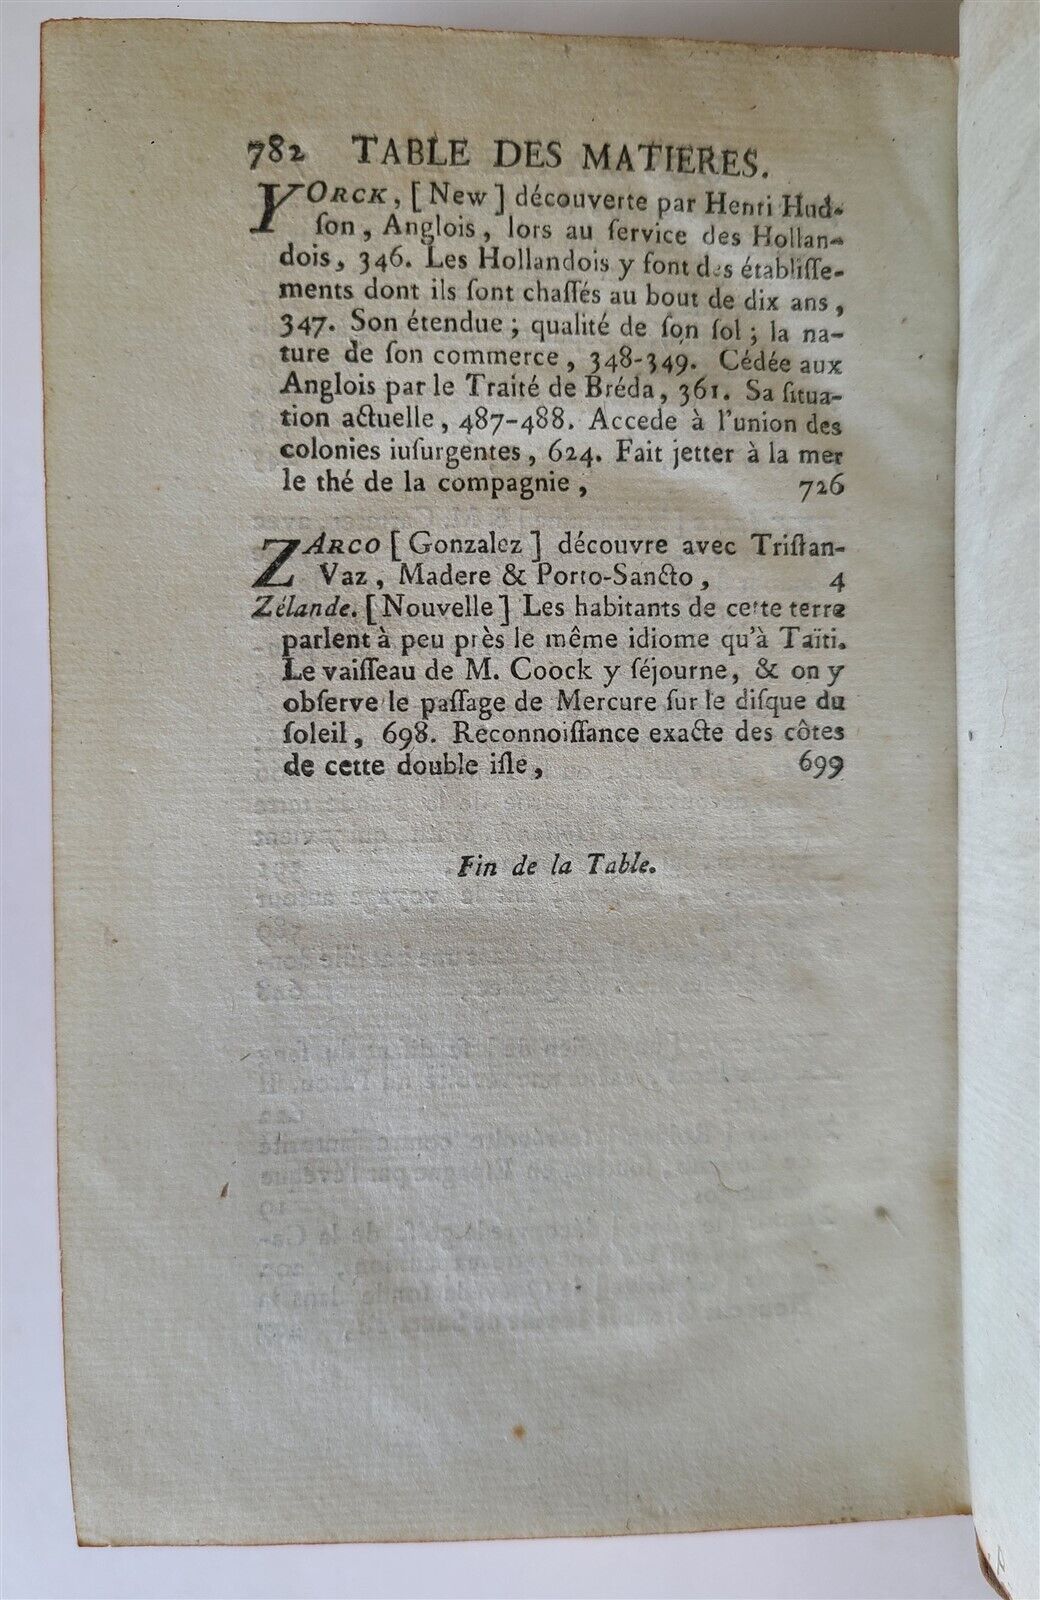 782 TABLE DES MATIERES.
YORCK, [New] découverte par Henri Hud-
ſon, Anglois, lors au ſervice des Hollan-
dois, 346. Les Hollandois y ſont des établiſſe-
ments dont ils ſont chaſſés au bout de dix ans,
347. Son étendue; qualité de ſon ſol; la na-
ture de ſon commerce, 348-349. Cédée aux
Anglois par le Traité de Bréda, 361. Sa ſitua-
tion actuelle, 487-488. Accede à l'union des
colonies iuſurgentes, 624. Fait jetter à la mer
le thé de la compagnie, 726
ZARCO [Gonzalez] découvre avec Triſtan-
Vaz, Madere & Porto-Sancto, 4
Zélande. [Nouvelle] Les habitants de cette terre
parlent à peu près le même idiome qu'à Taïti.
Le vaiſſeau de M. Coock y ſéjourne, & on y
obſerve le paſſage de Mercure ſur le diſque du
ſoleil, 698. Reconnoiſſance exacte des côtes
de cette double iſle, 699
Fin de la Table.